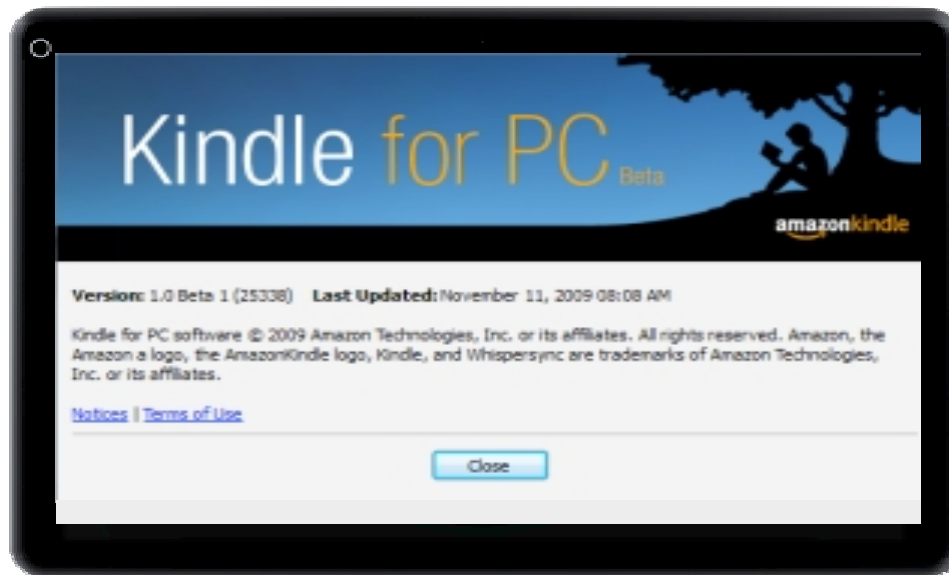 Kindle for PC Beta
amazonkindle
Version: 1.0 Beta 1 (25338) Last Updated: November 11, 2009 08:08 AM
Kindle for PC software © 2009 Amazon Technologies, Inc. or its affiliates. All rights reserved. Amazon, the
Amazon a logo, the AmazonKindle logo, Kindle, and Whispersync are trademarks of Amazon Technologies,
Inc. or its affiliates.
Notices | Terms of Use
Close